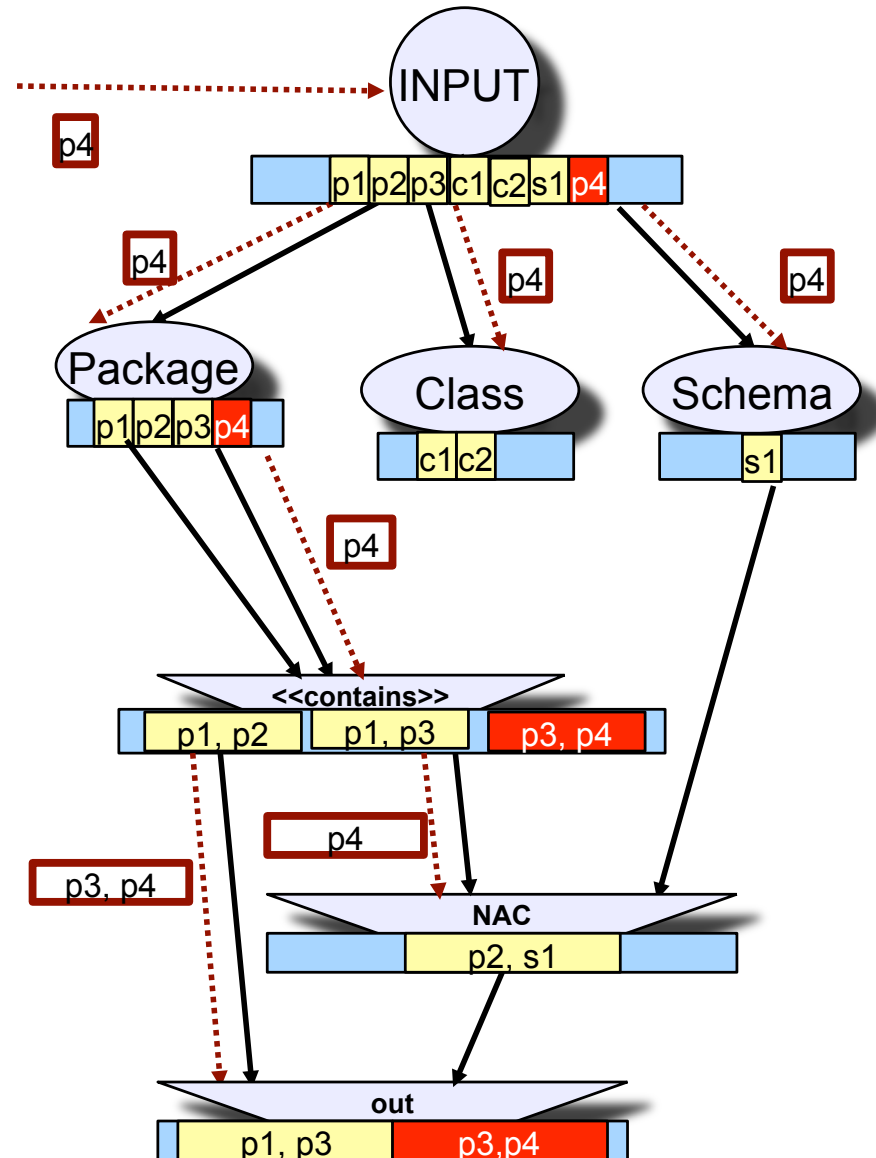 INPUT
p4
p1 p2 p3 c1 c2 s1 p4
p4
p4
p4
Package
Class
Schema
p1 p2 p3 p4
c1 c2
s1
p4
<<contains>>
p1, p2
p1, p3
p3, p4
p4
p3, p4
NAC
p2, s1
out
p1, p3
p3,p4